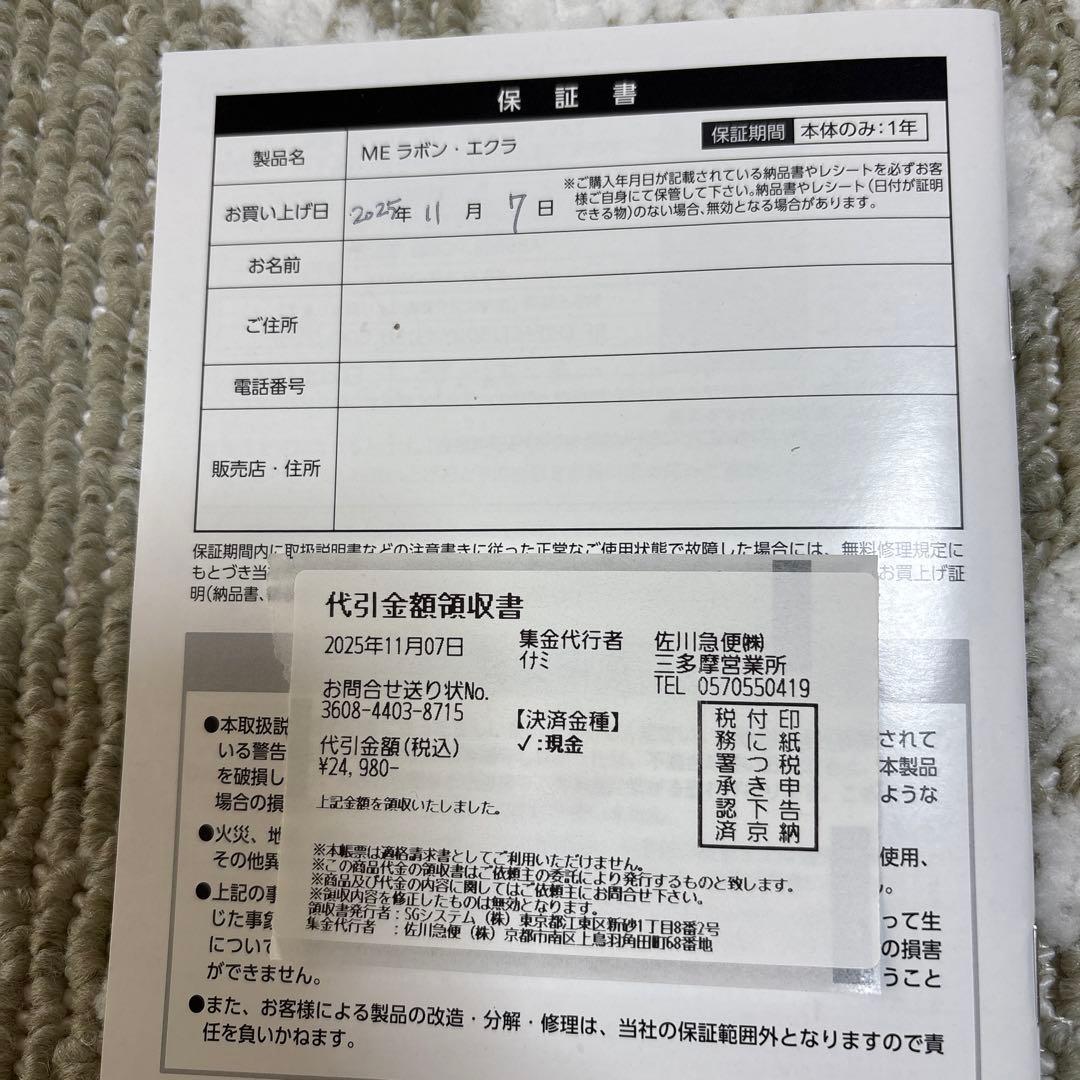 保証書
製品名 ME ラボン・エクラ 保証期間 本体のみ：1年
お買い上げ日 2025年 11 月 7 日
※ご購入年月日が記載されている納品書やレシートを必ずお客
様ご自身にて保管して下さい。納品書やレシート（日付が証明
できる物）のない場合、無効となる場合があります。
お名前
ご住所
電話番号
販売店・住所
保証期間内に取扱説明書などの注意書きに従った正常なご使用状態で故障した場合には、無料修理規定に
もとづき当 お買上げ証
明（納品書、
代引金額領収書
2025年11月07日
集金代行者 佐川急便㈱
ｲﾅﾐ 三多摩営業所
TEL 0570550419
お問合せ送り状No.
3608-4403-8715
【決済金種】
✓:現金
代引金額(税込)
¥24,980-
上記金額を領収いたしました。
印紙税申告納
付につき下京
税務署承認済
※本帳票は適格請求書としてご利用いただけません。
※この商品代金の領収書はご依頼主の委託により発行するものと致します。
※商品及び代金の内容に関してはご依頼主にお問合せ下さい。
※領収内容を修正したものは無効となります。
領収書発行者：SGシステム（株）東京都江東区新砂1丁目8番2号
集金代行者 ：佐川急便（株）京都市南区上鳥羽角田町68番地
●本取扱説 されて
いる警告 本製品
を破損し ような
場合の損
●火災、地 使用、
その他異 。
●上記の事 って生
じた事象 の損害
について うこと
ができません。
●また、お客様による製品の改造・分解・修理は、当社の保証範囲外となりますので責
任を負いかねます。